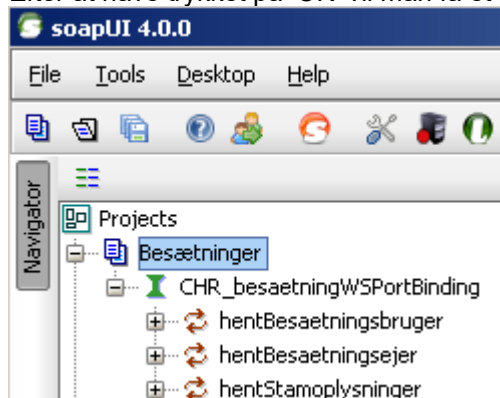 soapUI 4.0.0
File Tools Desktop Help
Navigator
Projects
Besætninger
CHR_besaetningWSPortBinding
hentBesaetningsbruger
hentBesaetningsejer
hentStamoplysninger